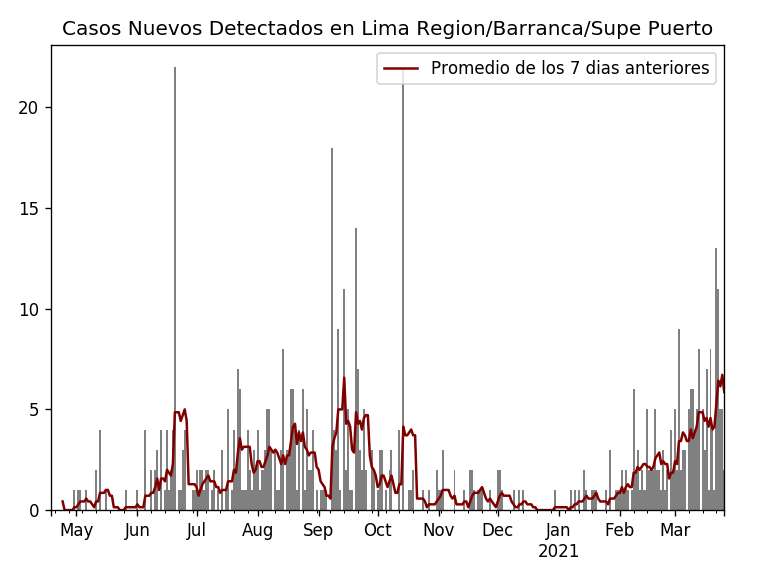 Casos Nuevos Detectados en Lima Region/Barranca/Supe Puerto
Promedio de los 7 dias anteriores
20
15
10
5
0
May Jun Jul Aug Sep Oct Nov Dec Jan Feb Mar
2021